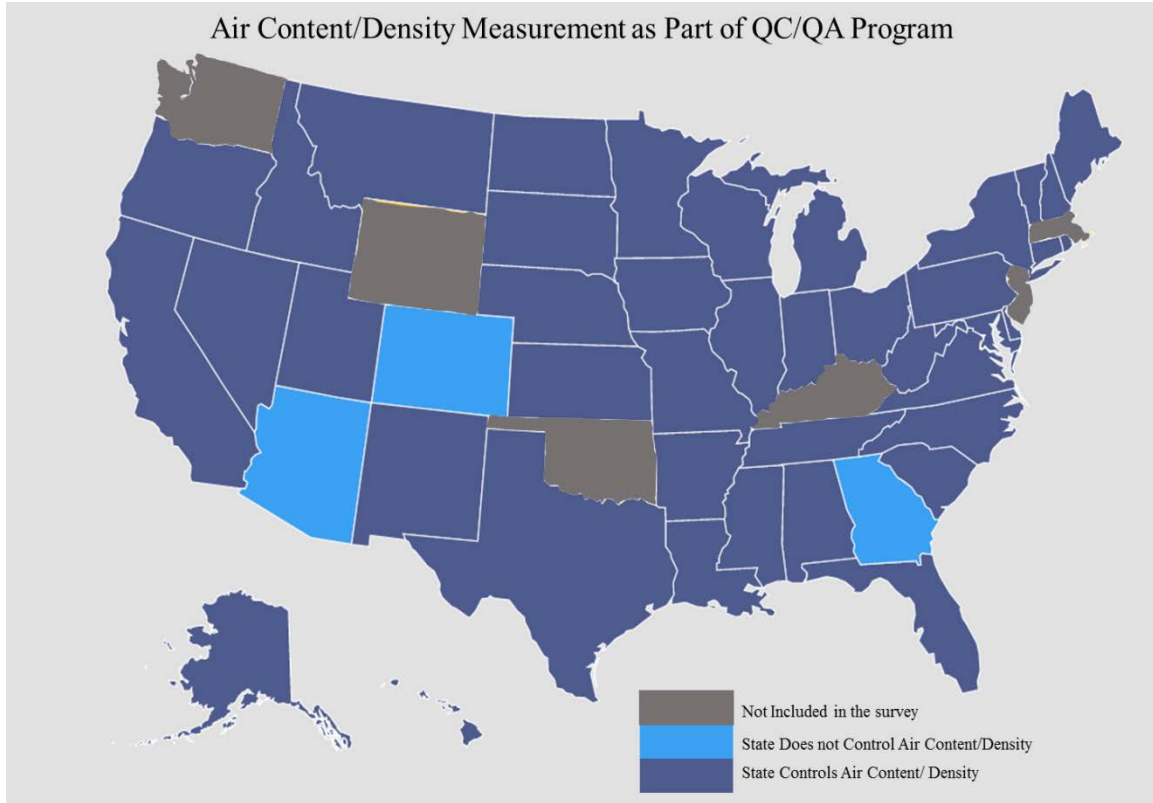 Air Content/Density Measurement as Part of QC/QA Program
Not Included in the survey
State Does not Control Air Content/Density
State Controls Air Content/ Density